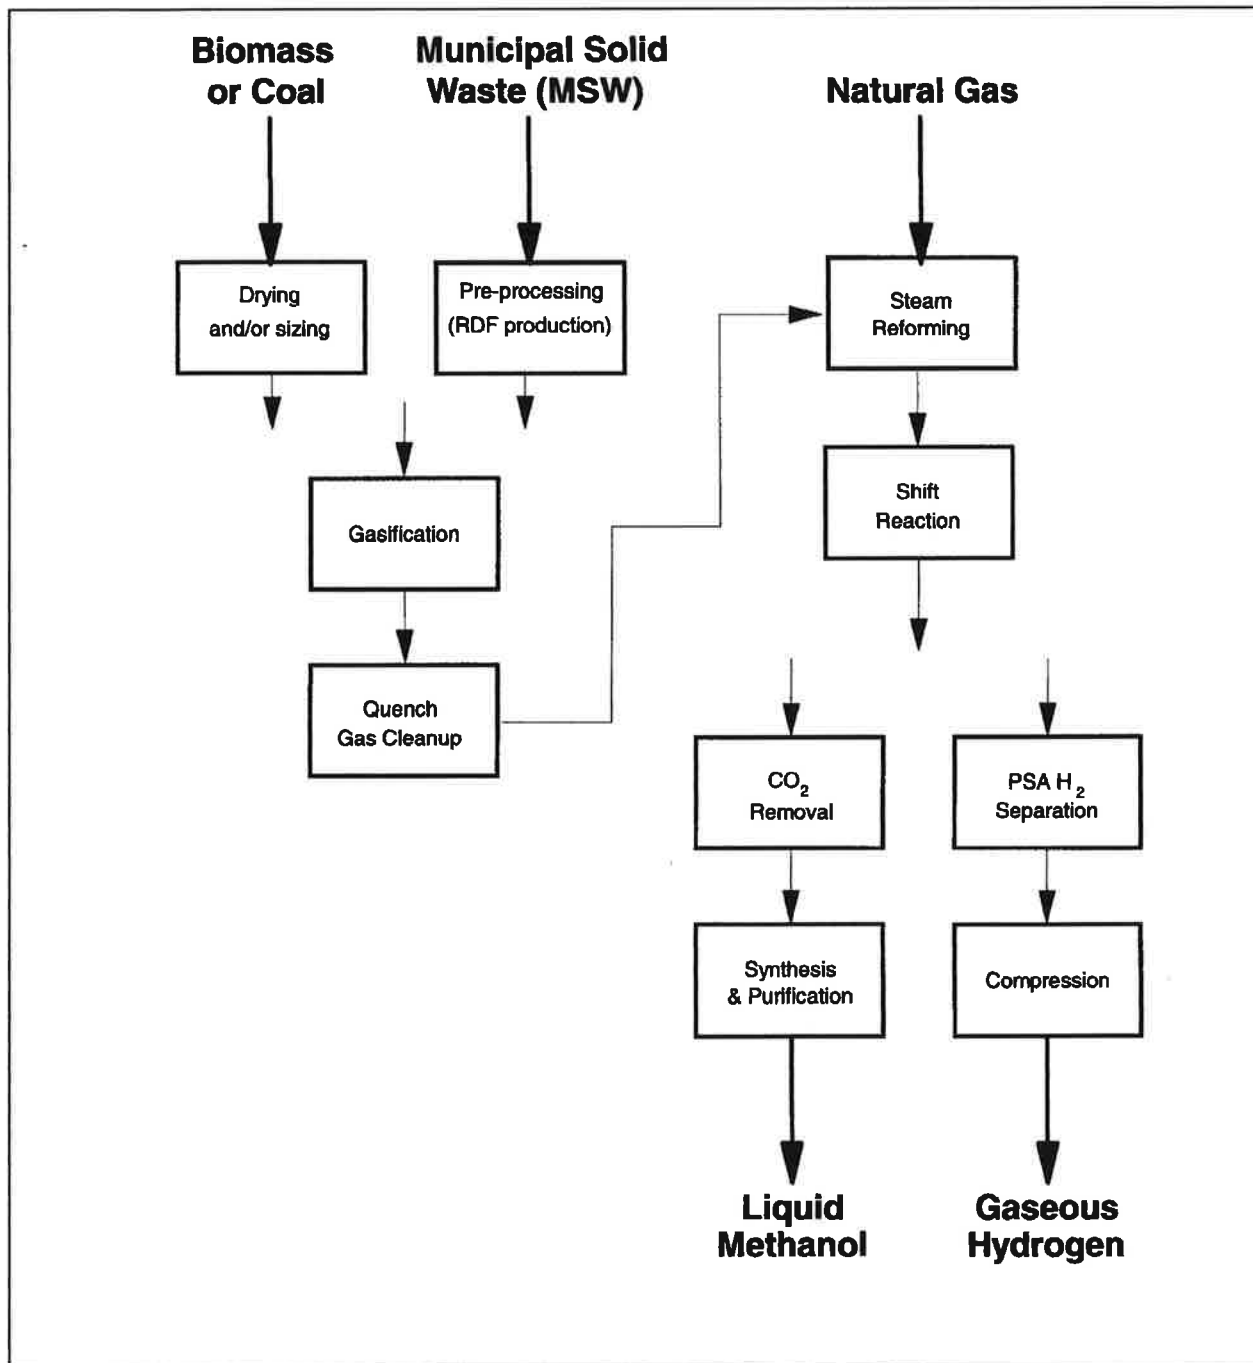 Biomass
or Coal
Municipal Solid
Waste (MSW)
Natural Gas
Drying
and/or sizing
Pre-processing
(RDF production)
Steam
Reforming
Gasification
Shift
Reaction
Quench
Gas Cleanup
CO₂
Removal
PSA H₂
Separation
Synthesis
& Purification
Compression
Liquid
Methanol
Gaseous
Hydrogen